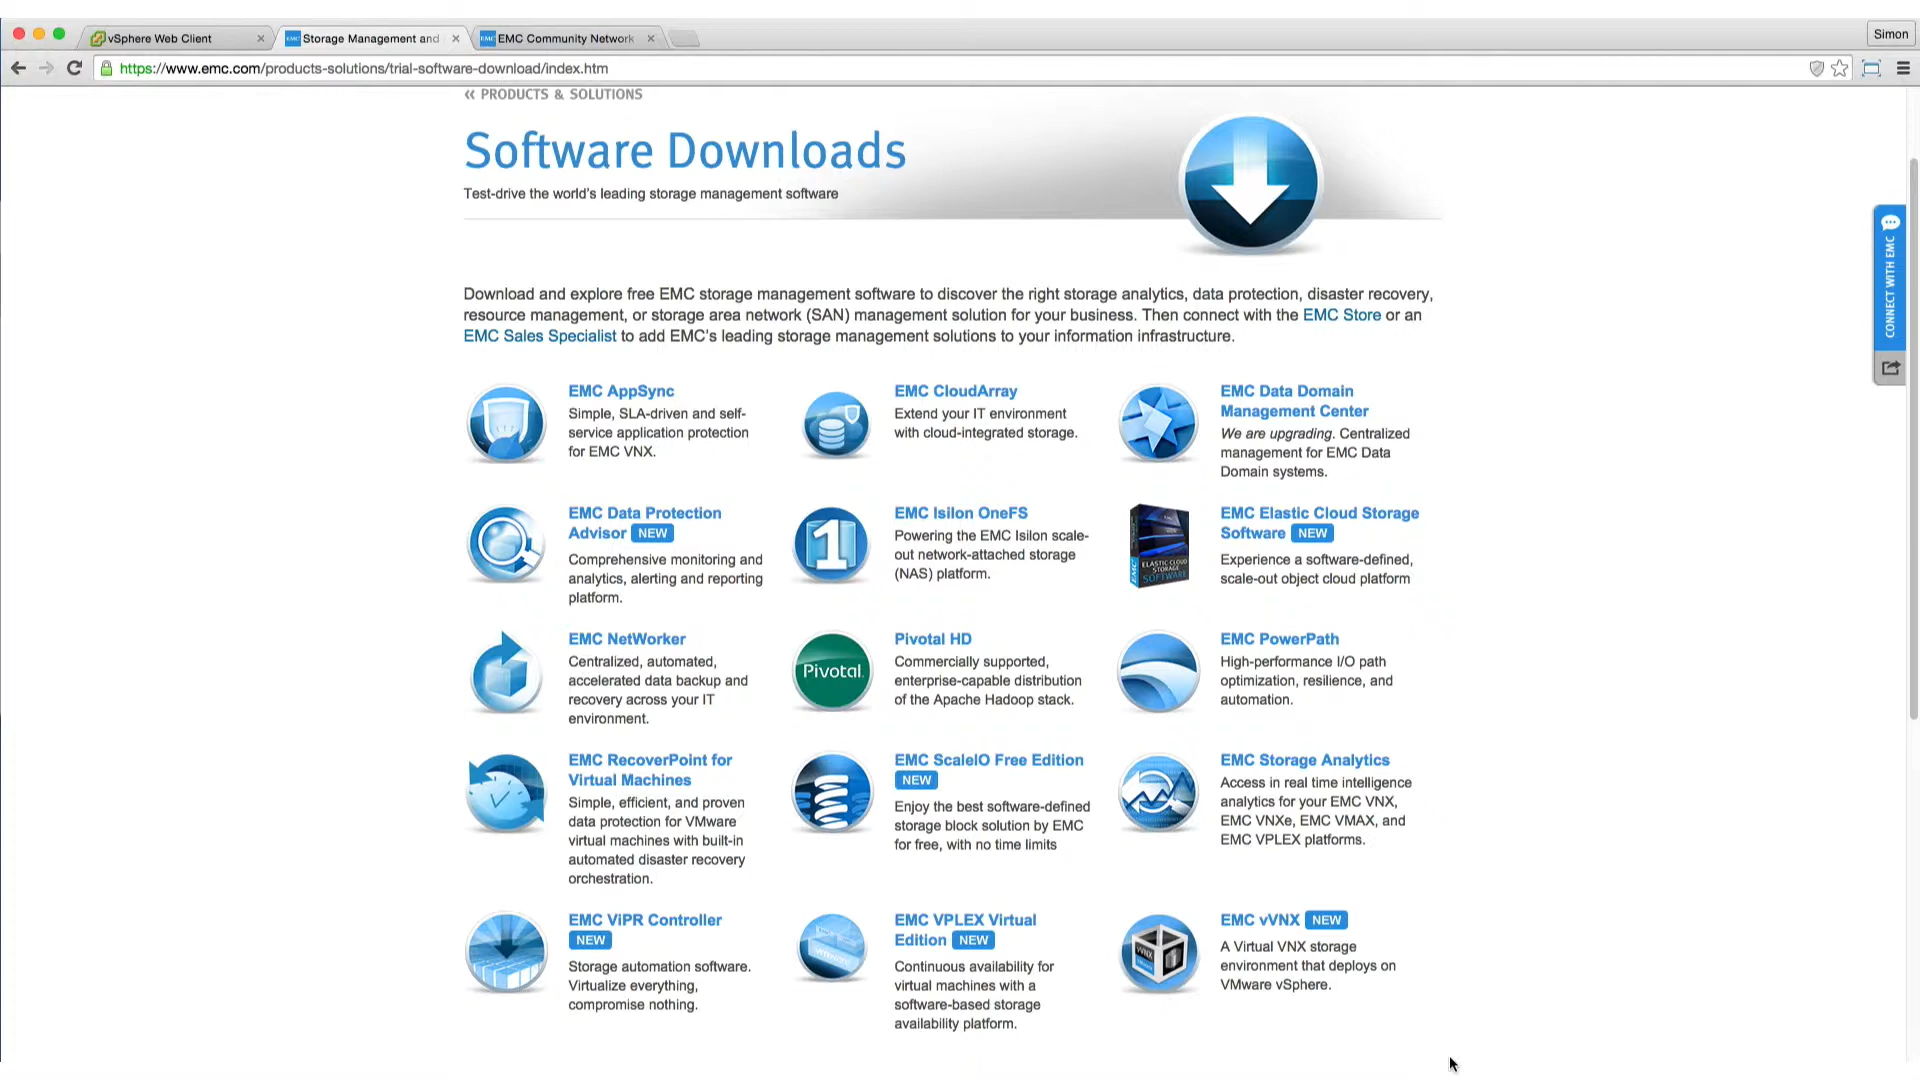 vSphere Web Client
Storage Management and
EMC Community Network
Simon
https://www.emc.com/products-solutions/trial-software-download/index.htm
« PRODUCTS & SOLUTIONS
Software Downloads
Test-drive the world's leading storage management software
CONNECT WITH EMC
Download and explore free EMC storage management software to discover the right storage analytics, data protection, disaster recovery,
resource management, or storage area network (SAN) management solution for your business. Then connect with the EMC Store or an
EMC Sales Specialist to add EMC's leading storage management solutions to your information infrastructure.
EMC AppSync
Simple, SLA-driven and self-
service application protection
for EMC VNX.
EMC CloudArray
Extend your IT environment
with cloud-integrated storage.
EMC Data Domain
Management Center
We are upgrading. Centralized
management for EMC Data
Domain systems.
EMC Data Protection
Advisor NEW
Comprehensive monitoring and
analytics, alerting and reporting
platform.
1
EMC Isilon OneFS
Powering the EMC Isilon scale-
out network-attached storage
(NAS) platform.
EMC
ELASTIC CLOUD
STORAGE
SOFTWARE
EMC Elastic Cloud Storage
Software NEW
Experience a software-defined,
scale-out object cloud platform
EMC NetWorker
Centralized, automated,
accelerated data backup and
recovery across your IT
environment.
Pivotal
Pivotal HD
Commercially supported,
enterprise-capable distribution
of the Apache Hadoop stack.
EMC PowerPath
High-performance I/O path
optimization, resilience, and
automation.
EMC RecoverPoint for
Virtual Machines
Simple, efficient, and proven
data protection for VMware
virtual machines with built-in
automated disaster recovery
orchestration.
EMC ScaleIO Free Edition
NEW
Enjoy the best software-defined
storage block solution by EMC
for free, with no time limits
EMC Storage Analytics
Access in real time intelligence
analytics for your EMC VNX,
EMC VNXe, EMC VMAX, and
EMC VPLEX platforms.
EMC ViPR Controller
NEW
Storage automation software.
Virtualize everything,
compromise nothing.
EMC VPLEX Virtual
Edition NEW
Continuous availability for
virtual machines with a
software-based storage
availability platform.
VNX
EMC vVNX NEW
A Virtual VNX storage
environment that deploys on
VMware vSphere.